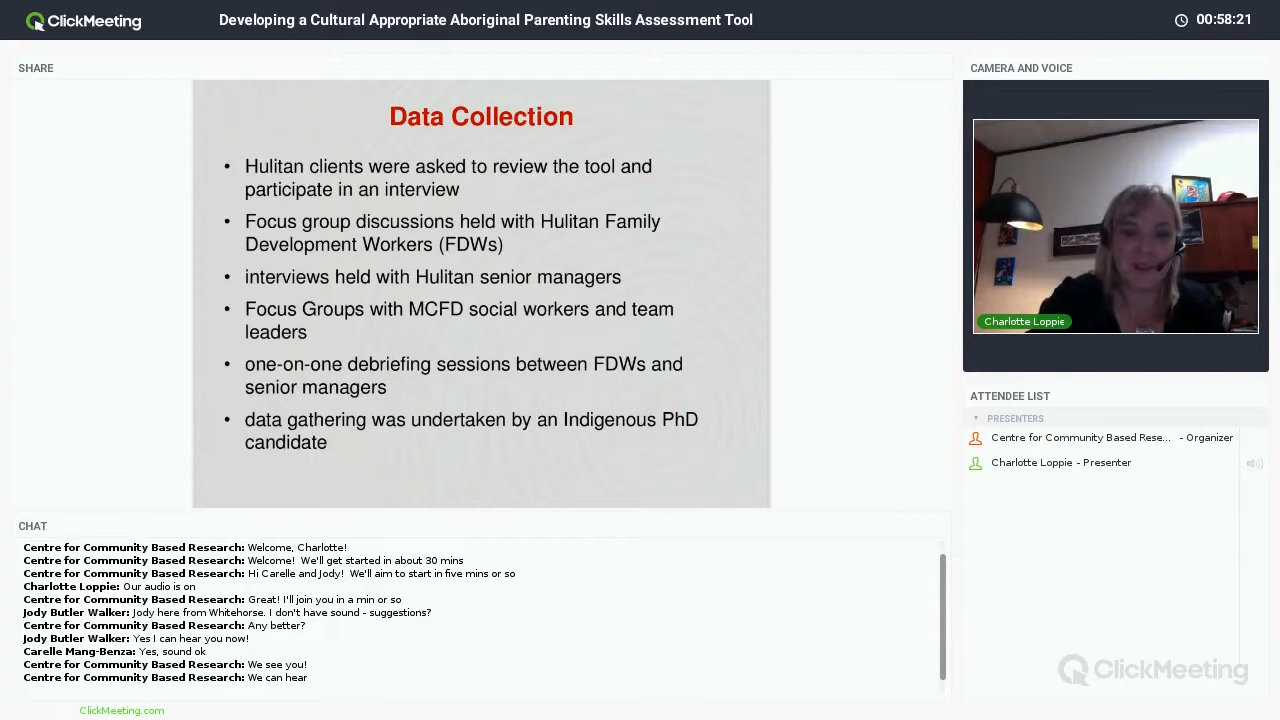 ClickMeeting
Developing a Cultural Appropriate Aboriginal Parenting Skills Assessment Tool
00:58:21
SHARE
Data Collection
• Hulitan clients were asked to review the tool and
participate in an interview
• Focus group discussions held with Hulitan Family
Development Workers (FDWs)
• interviews held with Hulitan senior managers
• Focus Groups with MCFD social workers and team
leaders
• one-on-one debriefing sessions between FDWs and
senior managers
• data gathering was undertaken by an Indigenous PhD
candidate
CAMERA AND VOICE
Charlotte Loppie
ATTENDEE LIST
PRESENTERS
Centre for Community Based Rese... - Organizer
Charlotte Loppie - Presenter
CHAT
Centre for Community Based Research: Welcome, Charlotte!
Centre for Community Based Research: Welcome! We'll get started in about 30 mins
Centre for Community Based Research: Hi Carelle and Jody! We'll aim to start in five mins or so
Charlotte Loppie: Our audio is on
Centre for Community Based Research: Great! I'll join you in a min or so
Jody Butler Walker: Jody here from Whitehorse. I don't have sound - suggestions?
Centre for Community Based Research: Any better?
Jody Butler Walker: Yes I can hear you now!
Carelle Mang-Benza: Yes, sound ok
Centre for Community Based Research: We see you!
Centre for Community Based Research: We can hear
ClickMeeting
ClickMeeting.com